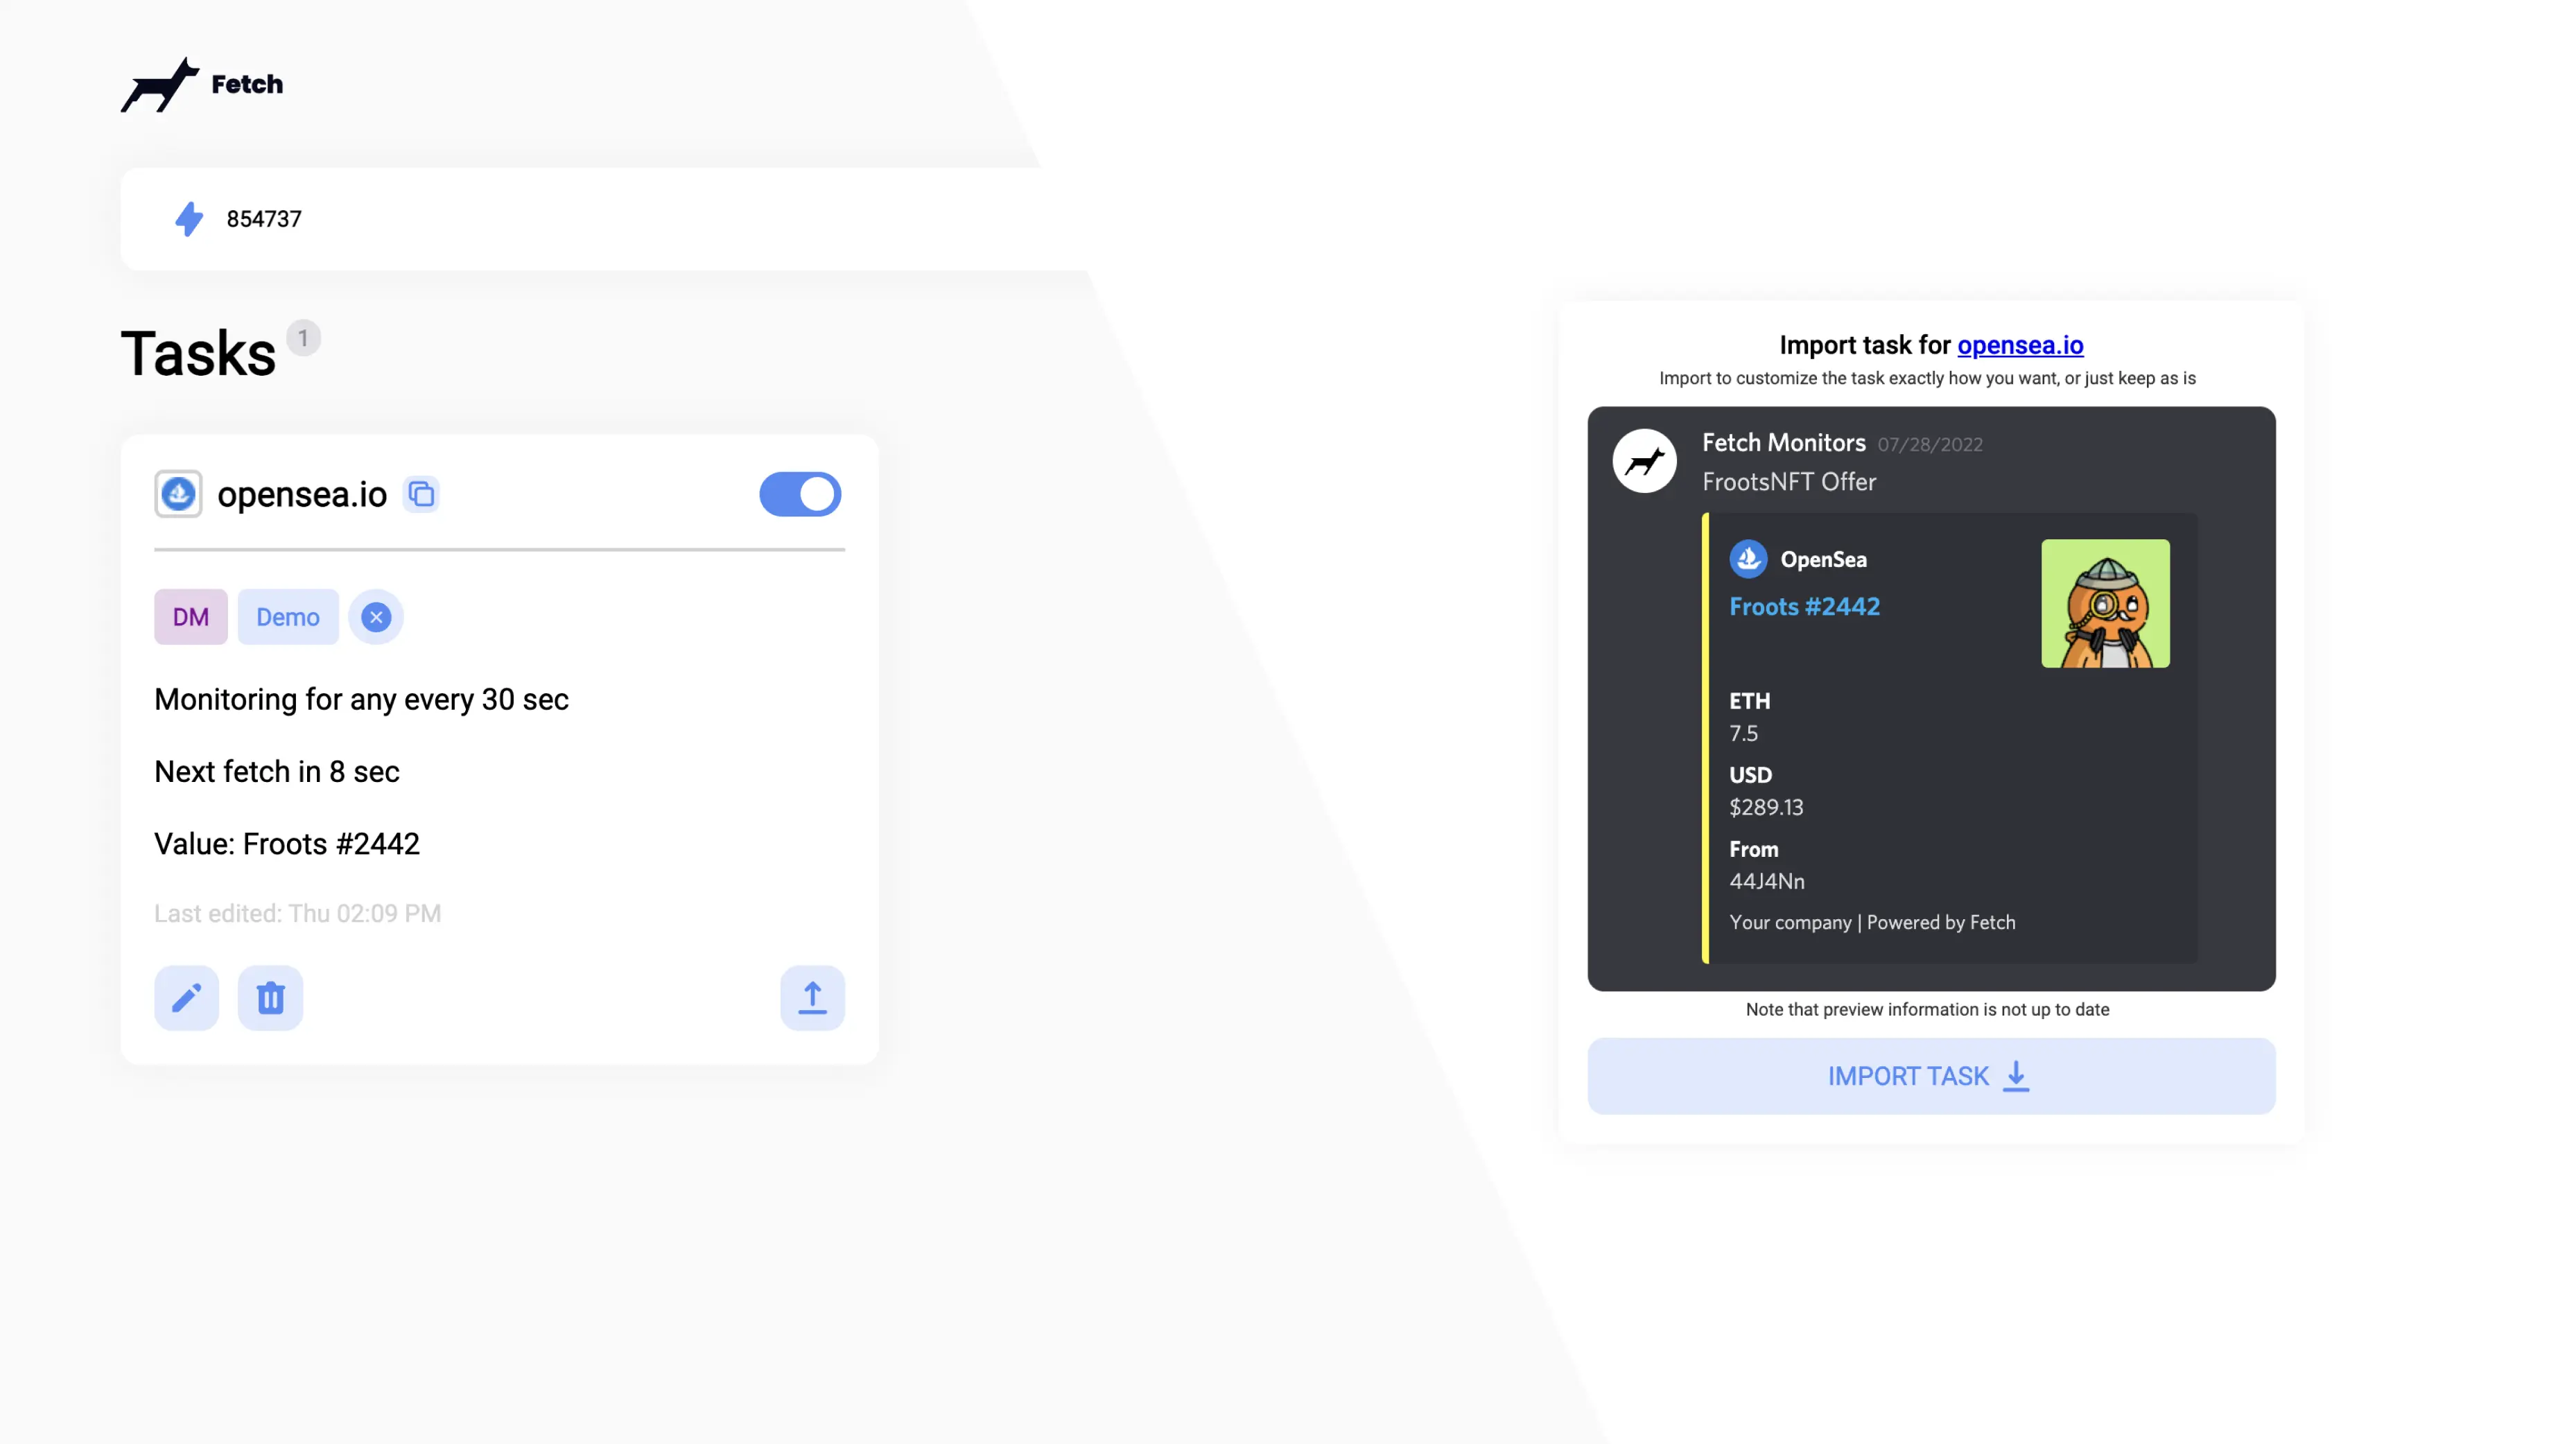 Fetch
854737
Tasks 1
opensea.io
DM Demo
Monitoring for any every 30 sec
Next fetch in 8 sec
Value: Froots #2442
Last edited: Thu 02:09 PM
Import task for opensea.io
Import to customize the task exactly how you want, or just keep as is
Fetch Monitors 07/28/2022
FrootsNFT Offer
OpenSea
Froots #2442
ETH
7.5
USD
$289.13
From
44J4Nn
Your company | Powered by Fetch
Note that preview information is not up to date
IMPORT TASK